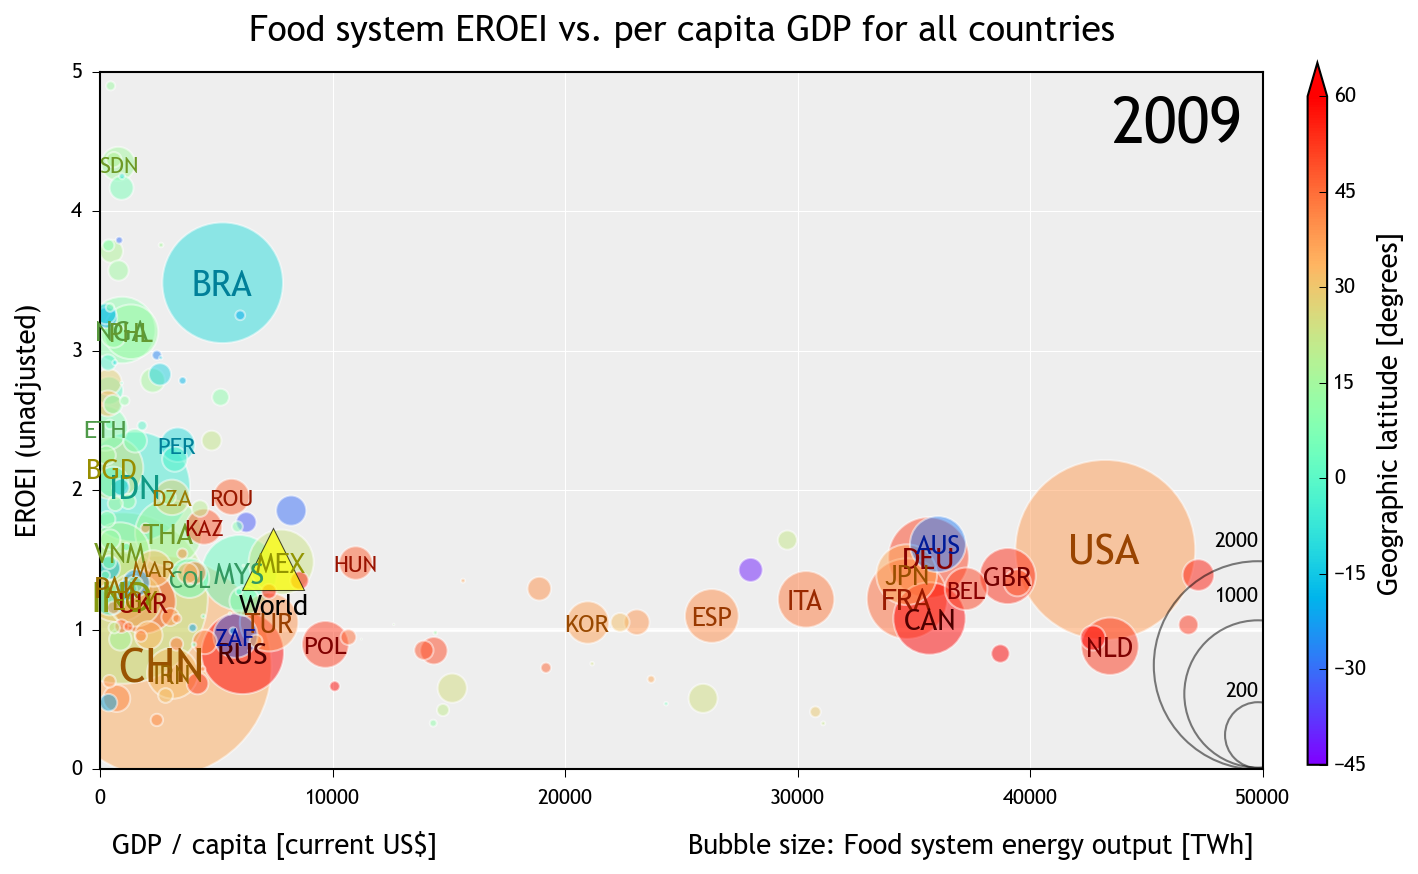 Food system EROEI vs. per capita GDP for all countries
2009
EROEI (unadjusted)
5
4
3
2
1
0
SDN
BRA
NGA PHL
ETH
PER
BGD
IDN
DZA
ROU
KAZ
THA
VNM
MEX
MAR
COL
MYS
HUN
PAK
UKR
World
TUR
ZAF
RUS
POL
CHN
IRN
KOR
ESP
ITA
AUS
DEU
JPN
FRA
BEL
GBR
CAN
USA
NLD
2000
1000
200
0
10000
20000
30000
40000
50000
GDP / capita [current US$]
Bubble size: Food system energy output [TWh]
60
45
30
15
0
−15
−30
−45
Geographic latitude [degrees]